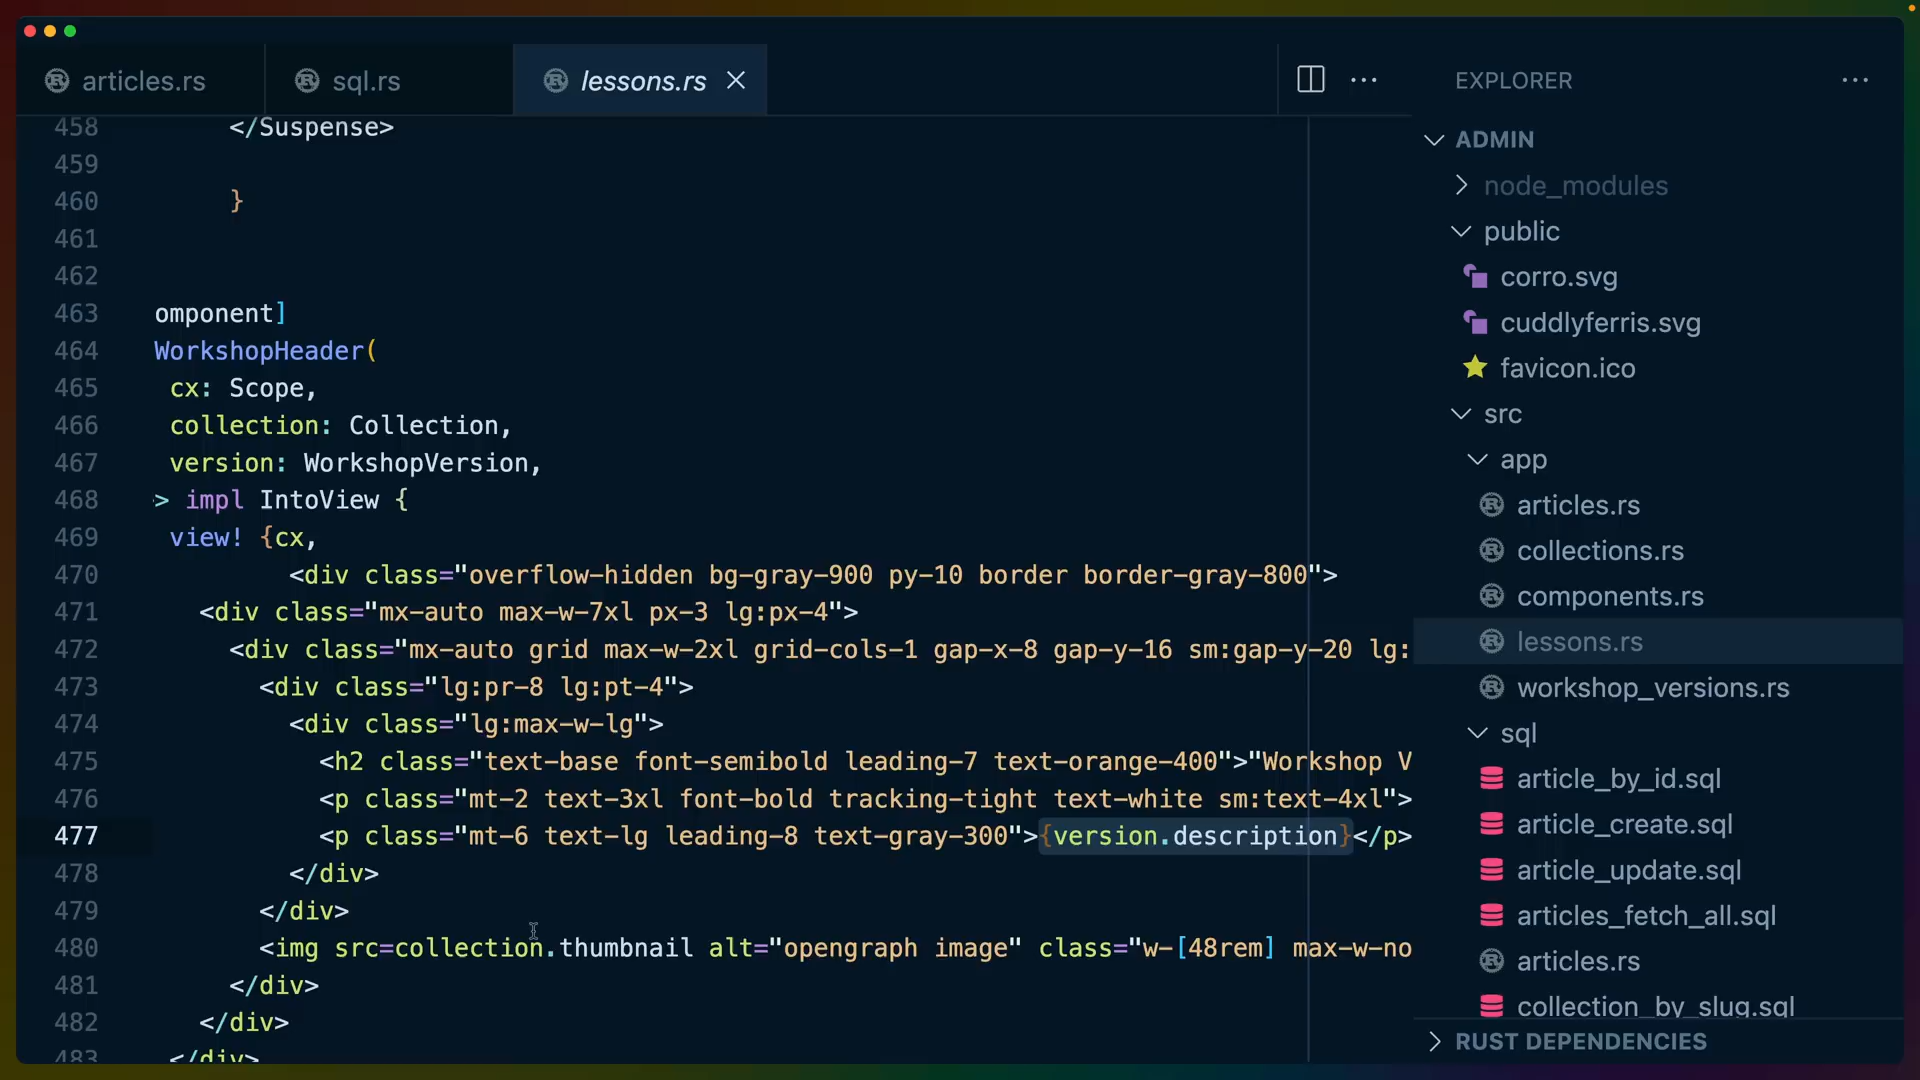 articles.rs
sql.rs
lessons.rs
EXPLORER
458 </Suspense>
459
460 }
461
462
463 omponent]
464 WorkshopHeader(
465 cx: Scope,
466 collection: Collection,
467 version: WorkshopVersion,
468 > impl IntoView {
469 view! {cx,
470 <div class="overflow-hidden bg-gray-900 py-10 border border-gray-800">
471 <div class="mx-auto max-w-7xl px-3 lg:px-4">
472 <div class="mx-auto grid max-w-2xl grid-cols-1 gap-x-8 gap-y-16 sm:gap-y-20 lg:
473 <div class="lg:pr-8 lg:pt-4">
474 <div class="lg:max-w-lg">
475 <h2 class="text-base font-semibold leading-7 text-orange-400">"Workshop V
476 <p class="mt-2 text-3xl font-bold tracking-tight text-white sm:text-4xl">
477 <p class="mt-6 text-lg leading-8 text-gray-300">{version.description}</p>
478 </div>
479 </div>
480 <img src=collection.thumbnail alt="opengraph image" class="w-[48rem] max-w-no
481 </div>
482 </div>
483 </div>
ADMIN
node_modules
public
corro.svg
cuddlyferris.svg
favicon.ico
src
app
articles.rs
collections.rs
components.rs
lessons.rs
workshop_versions.rs
sql
article_by_id.sql
article_create.sql
article_update.sql
articles_fetch_all.sql
articles.rs
collection_by_slug.sql
RUST DEPENDENCIES